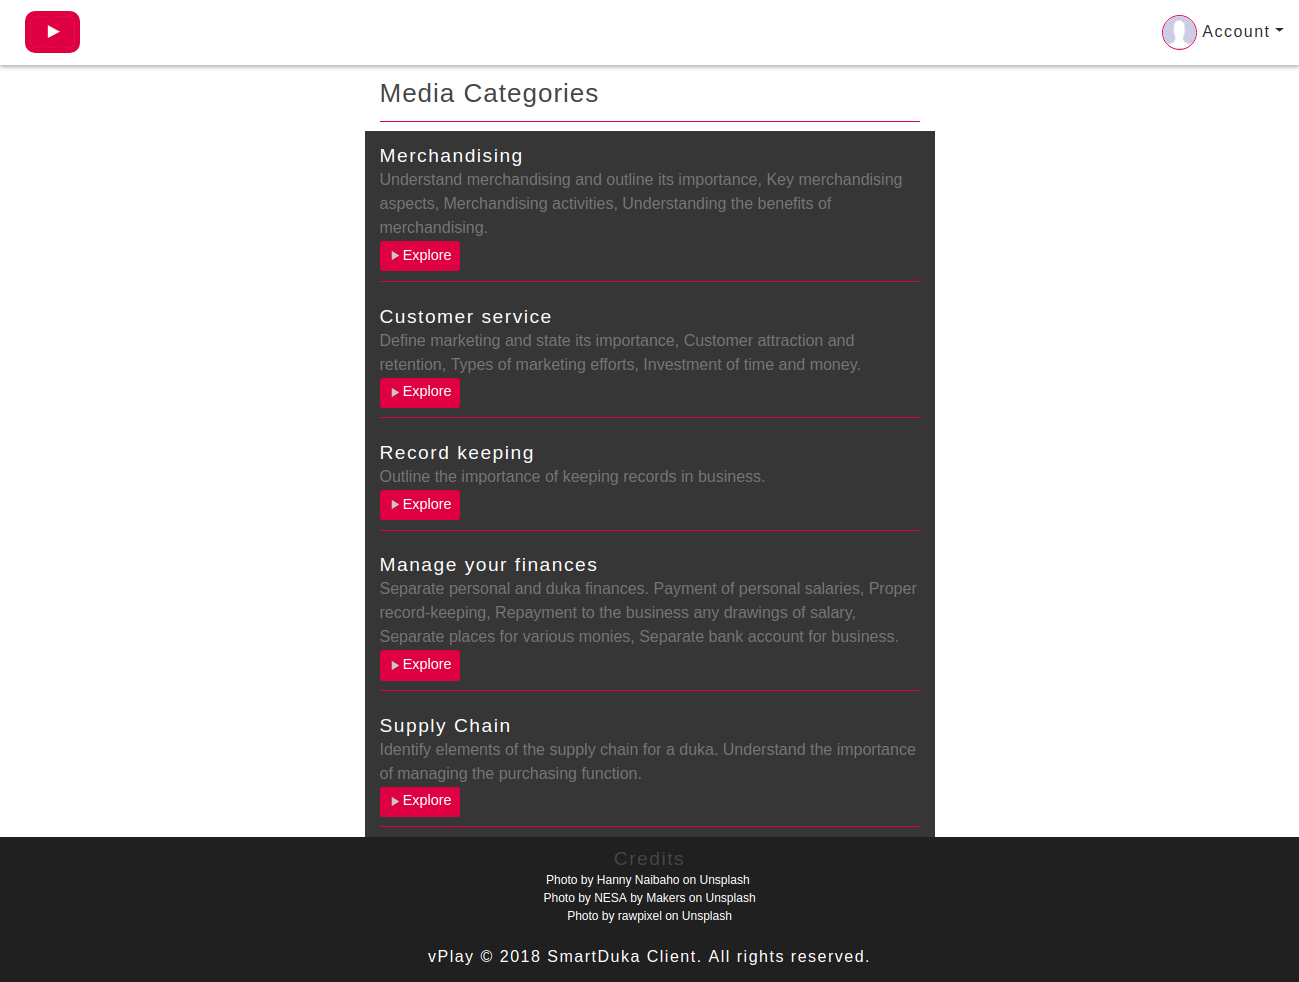 Account
Media Categories
Merchandising
Understand merchandising and outline its importance, Key merchandising
aspects, Merchandising activities, Understanding the benefits of
merchandising.
Explore
Customer service
Define marketing and state its importance, Customer attraction and
retention, Types of marketing efforts, Investment of time and money.
Explore
Record keeping
Outline the importance of keeping records in business.
Explore
Manage your finances
Separate personal and duka finances. Payment of personal salaries, Proper
record-keeping, Repayment to the business any drawings of salary,
Separate places for various monies, Separate bank account for business.
Explore
Supply Chain
Identify elements of the supply chain for a duka. Understand the importance
of managing the purchasing function.
Explore
Credits
Photo by Hanny Naibaho on Unsplash
Photo by NESA by Makers on Unsplash
Photo by rawpixel on Unsplash
vPlay © 2018 SmartDuka Client. All rights reserved.